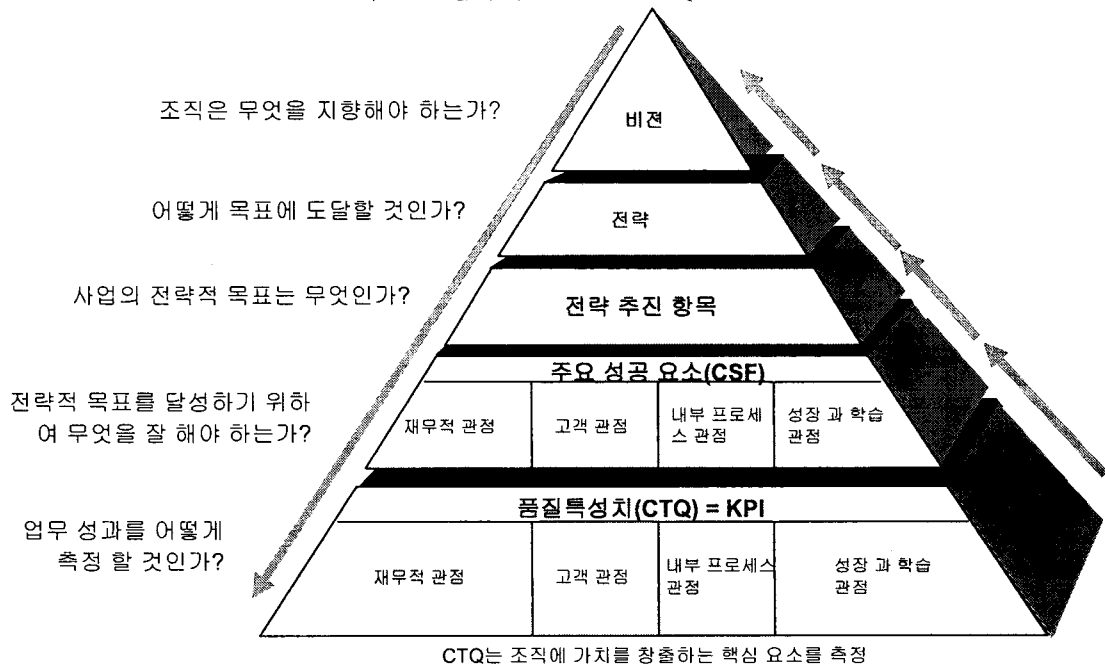 조직은 무엇을 지향해야 하는가?
비젼
어떻게 목표에 도달할 것인가?
전략
사업의 전략적 목표는 무엇인가?
전략 추진 항목
주요 성공 요소(CSF)
전략적 목표를 달성하기 위하
여 무엇을 잘 해야 하는가?
재무적 관점
고객 관점
내부 프로세
스 관점
성장 과 학습
관점
품질특성치(CTQ) = KPI
업무 성과를 어떻게
측정 할 것인가?
재무적 관점
고객 관점
내부 프로세스
관점
성장 과 학습
관점
CTQ는 조직에 가치를 창출하는 핵심 요소를 측정